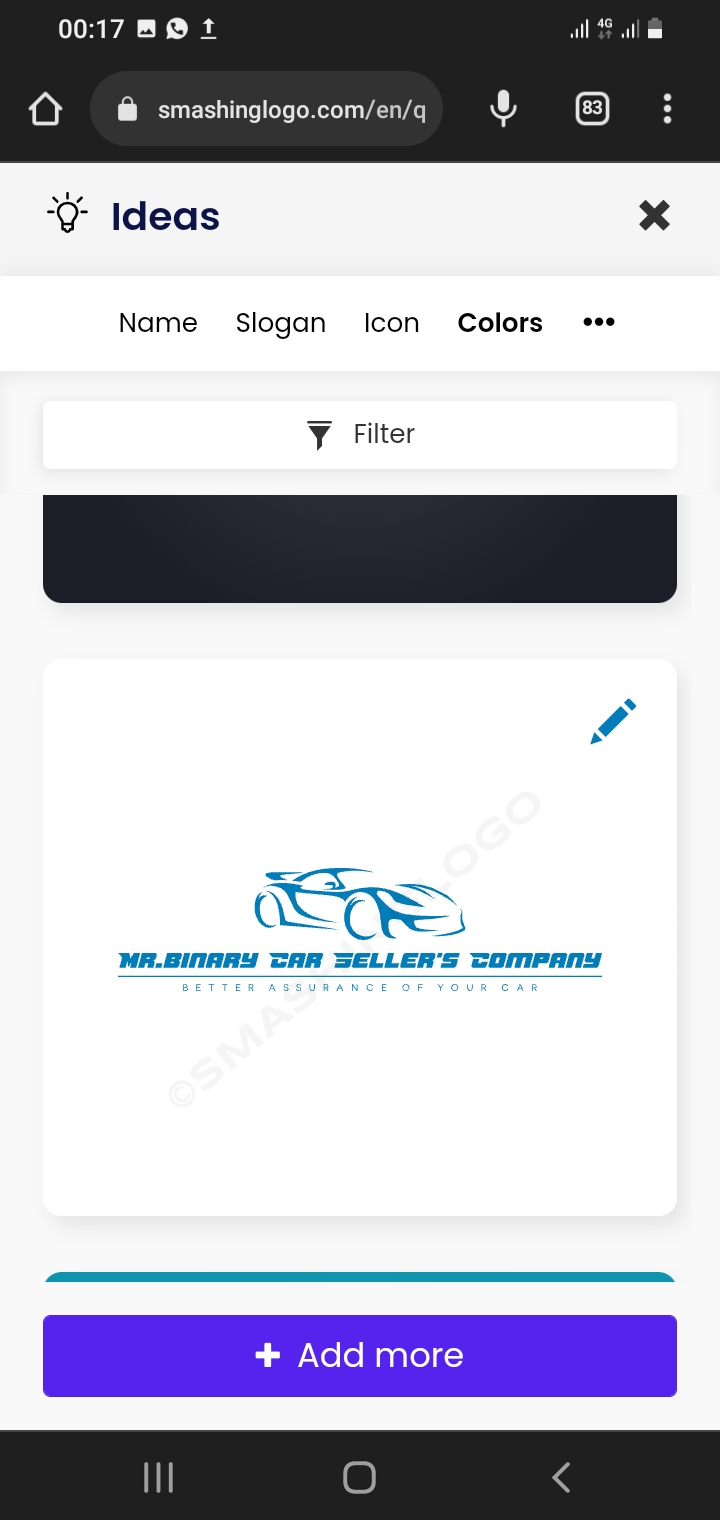 00:17
4G
smashinglogo.com/en/q
83
Ideas
Name Slogan Icon Colors •••
Filter
©SMASHINGLOGO
MR.BINARY CAR SELLER'S COMPANY
BETTER ASSURANCE OF YOUR CAR
Add more